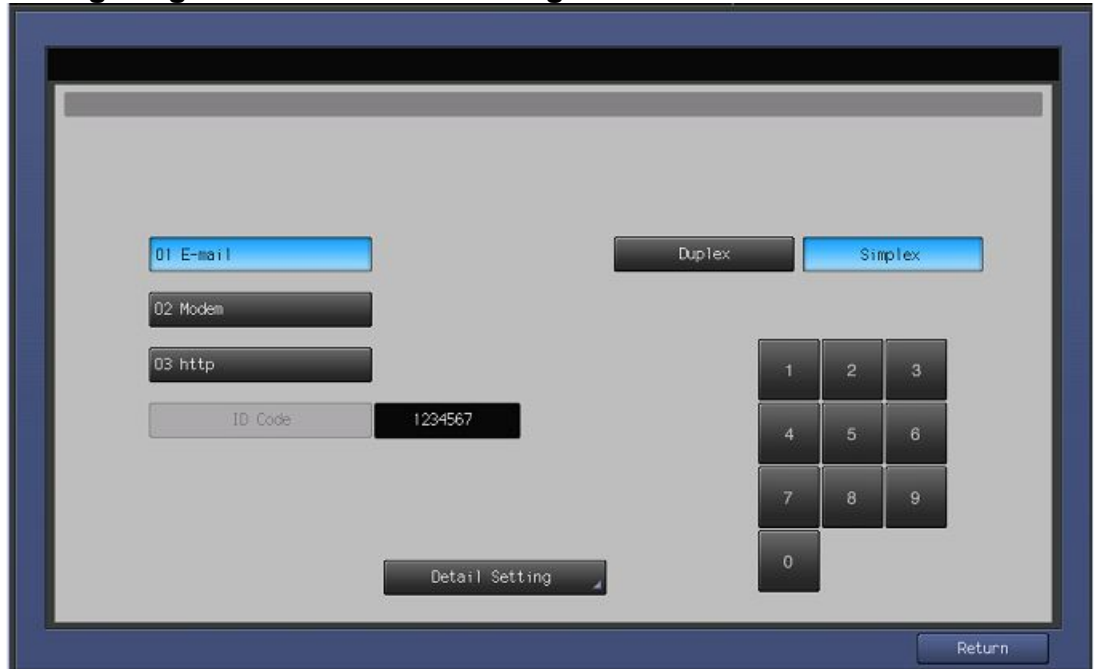 01 E-mail
Duplex
Simplex
02 Modem
03 http
1 2 3
ID Code
1234567
4 5 6
7 8 9
Detail Setting
0
Return